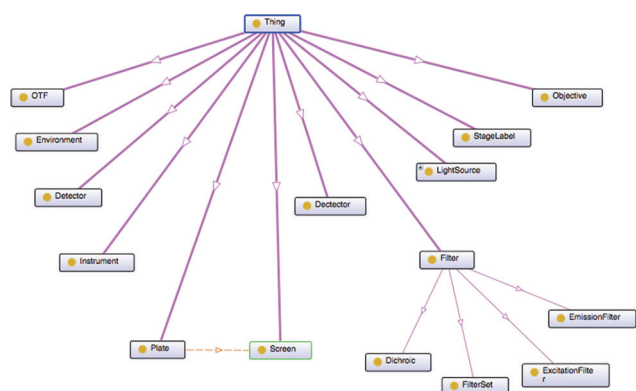 Thing
OTF
Objective
Environment
StageLabel
LightSource
Detector
Dectector
Instrument
Filter
EmissionFilter
Plate
Screen
Dichroic
ExcitationFilte
r
FilterSet